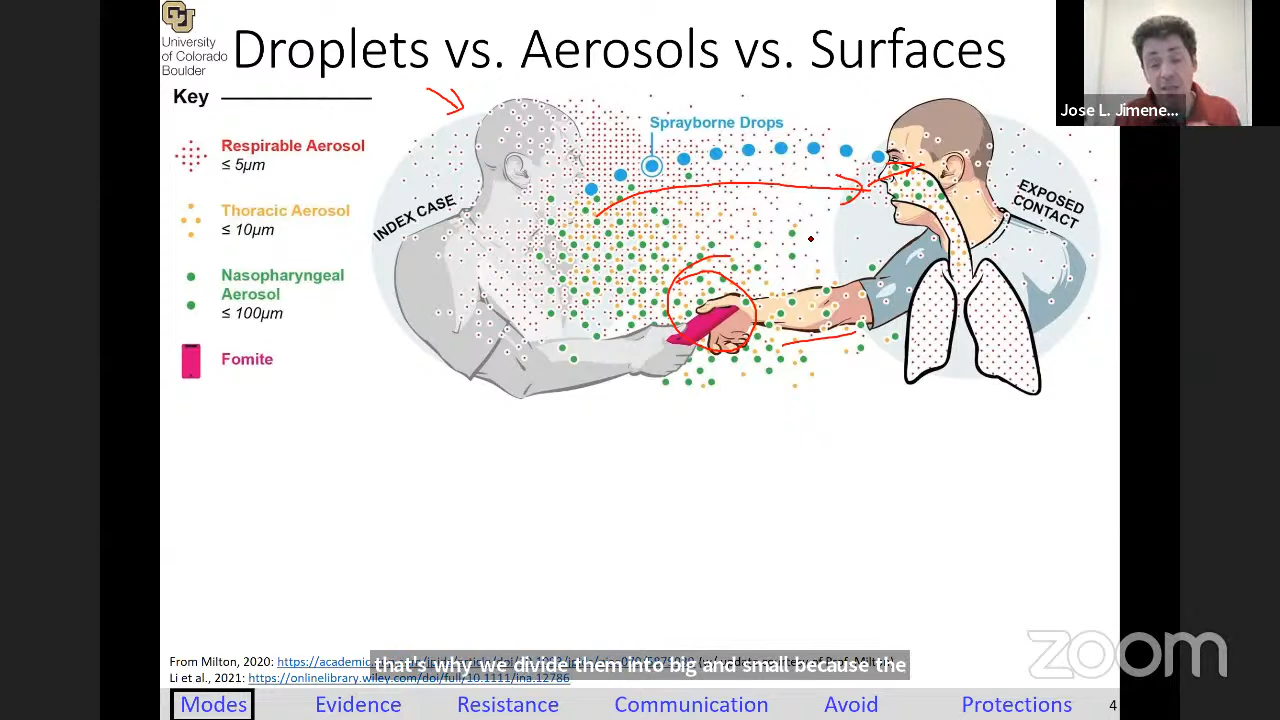 University
of Colorado
Boulder
Droplets vs. Aerosols vs. Surfaces
Jose L. Jimene...
Key
Respirable Aerosol
≤ 5µm
Thoracic Aerosol
≤ 10µm
Nasopharyngeal
Aerosol
≤ 100µm
Fomite
Sprayborne Drops
INDEX CASE
EXPOSED
CONTACT
From Milton, 2020: https://academic.
that's why we divide them into big and small because the
Li et al., 2021: https://onlinelibrary.wiley.com/doi/full/10.1111/ina.12786
zoom
Modes Evidence Resistance Communication Avoid Protections 4